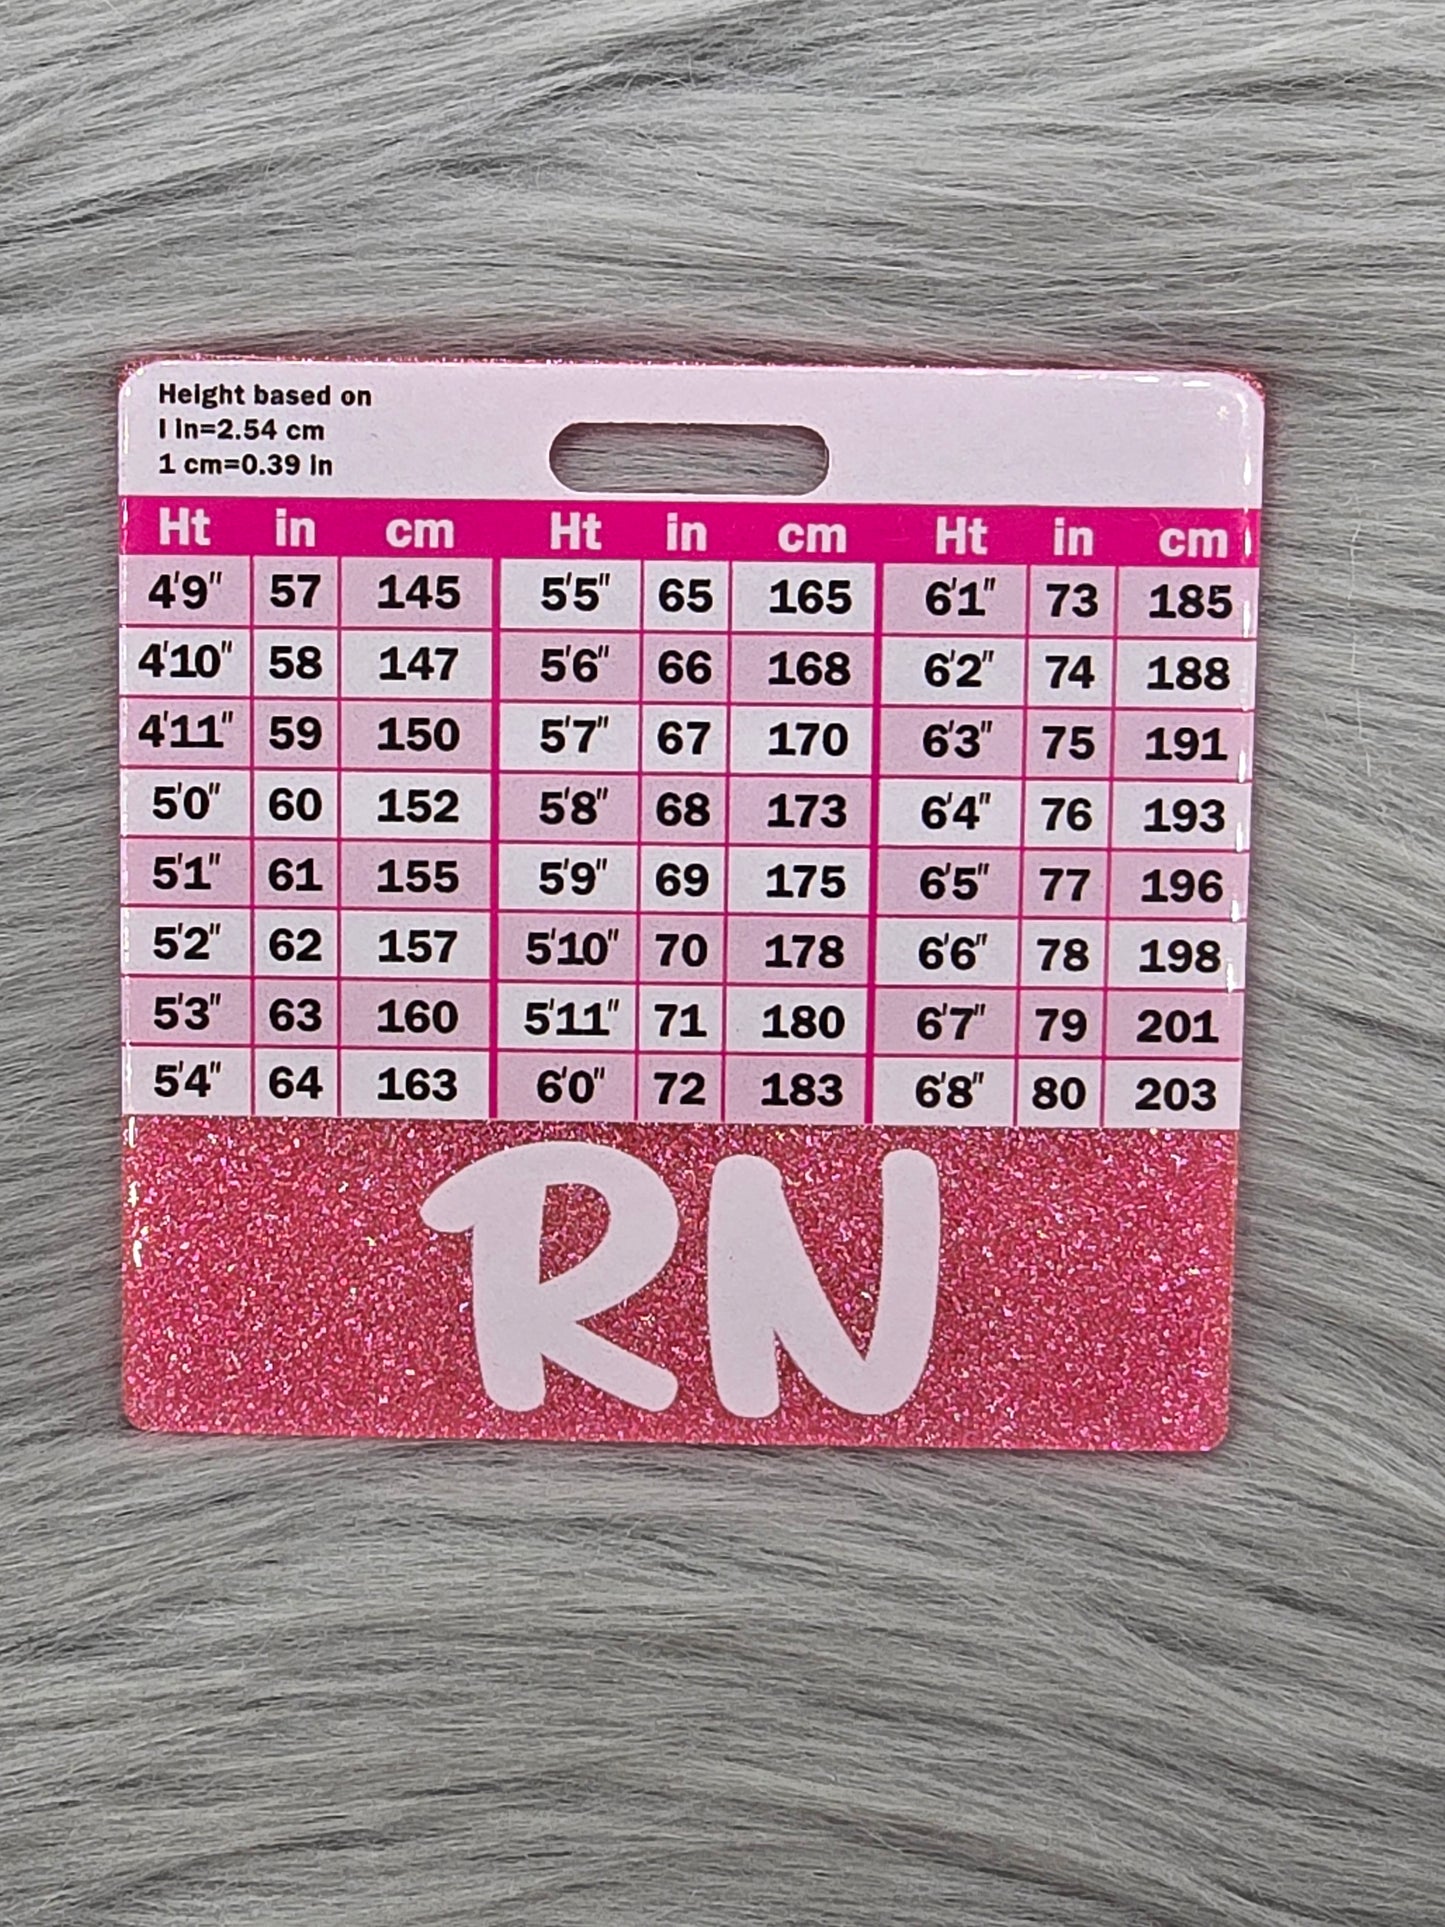 Height based on
I in=2.54 cm
1 cm=0.39 in
Ht in cm Ht in cm Ht in cm
4'9" 57 145 5'5" 65 165 6'1" 73 185
4'10" 58 147 5'6" 66 168 6'2" 74 188
4'11" 59 150 5'7" 67 170 6'3" 75 191
5'0" 60 152 5'8" 68 173 6'4" 76 193
5'1" 61 155 5'9" 69 175 6'5" 77 196
5'2" 62 157 5'10" 70 178 6'6" 78 198
5'3" 63 160 5'11" 71 180 6'7" 79 201
5'4" 64 163 6'0" 72 183 6'8" 80 203
RN